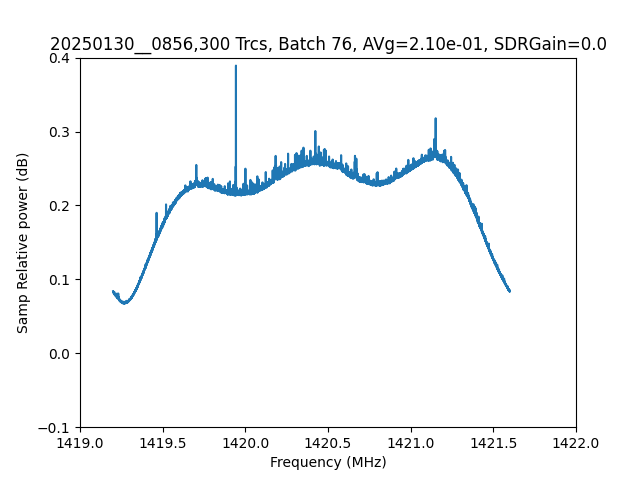 20250130__0856,300 Trcs, Batch 76, AVg=2.10e-01, SDRGain=0.0
Samp Relative power (dB)
0.4
0.3
0.2
0.1
0.0
−0.1
1419.0 1419.5 1420.0 1420.5 1421.0 1421.5 1422.0
Frequency (MHz)